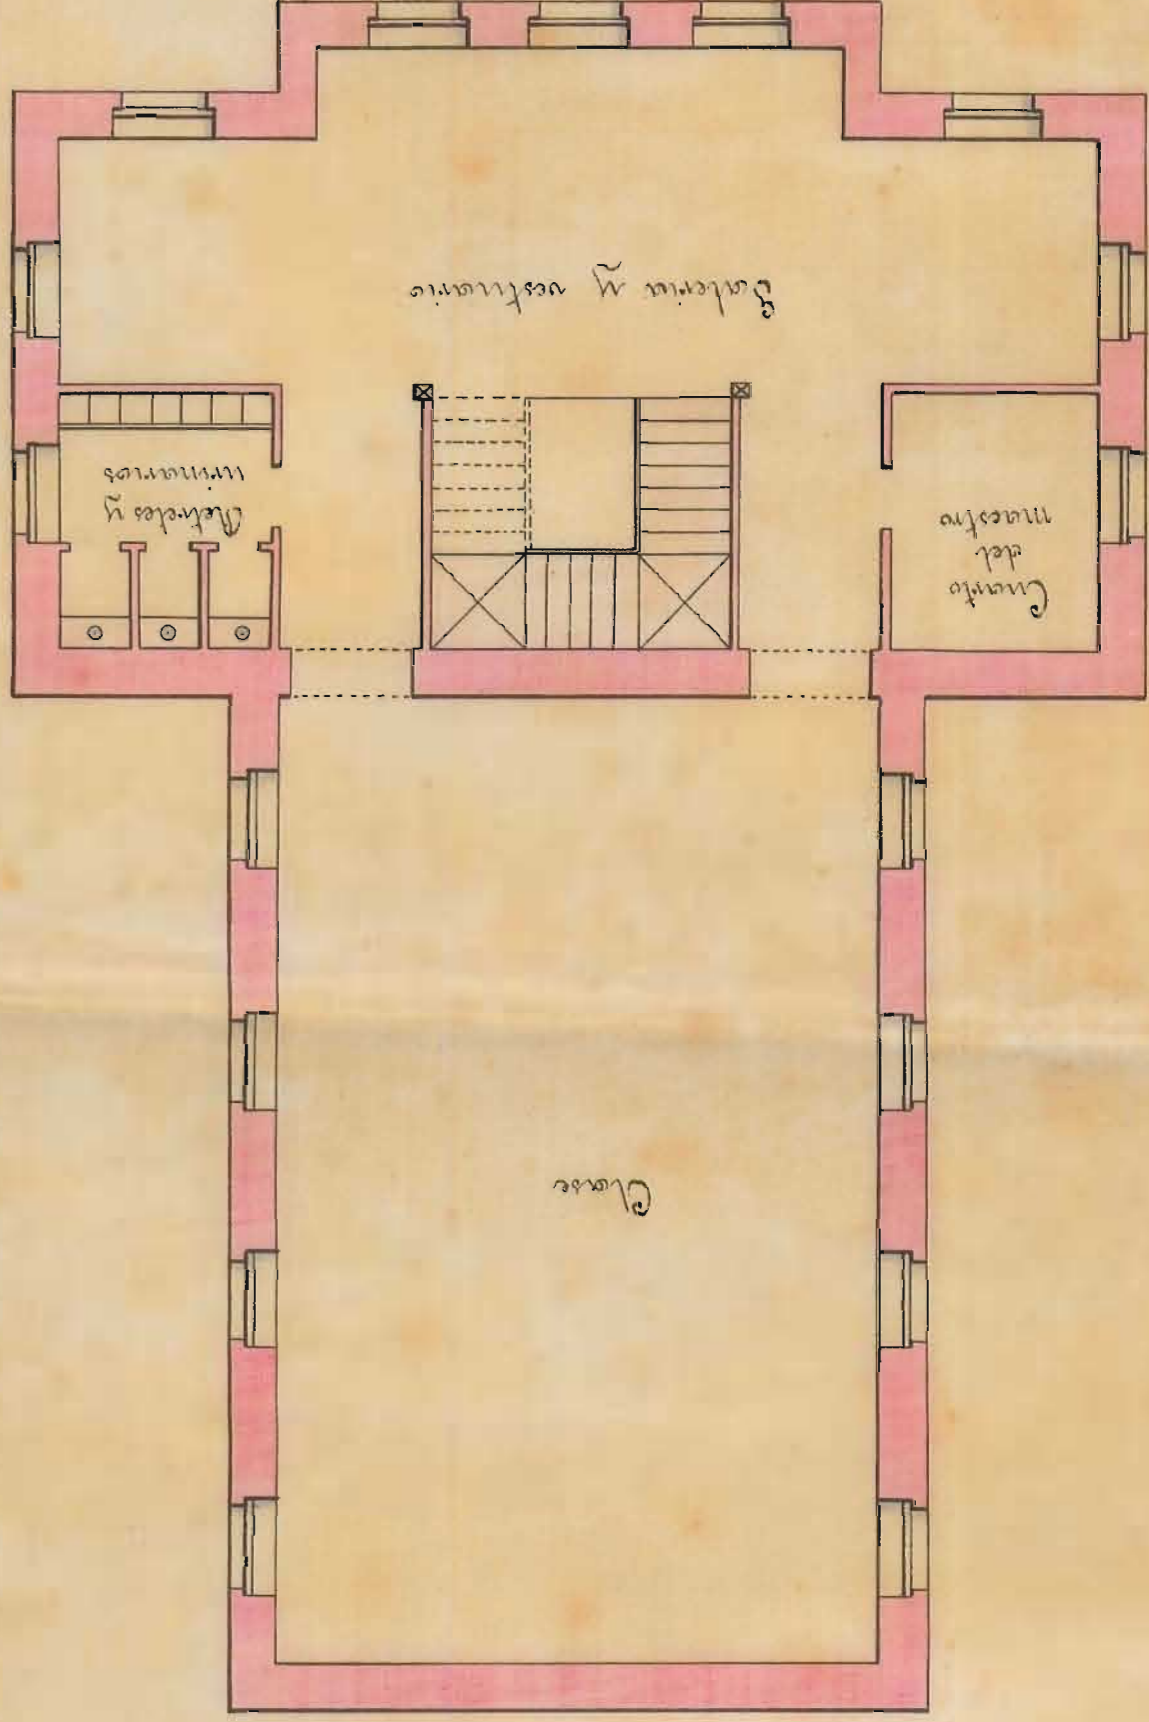 Clase
Cuarto
del
maestro
Retretes y
urinarios
Galeria y vestuario